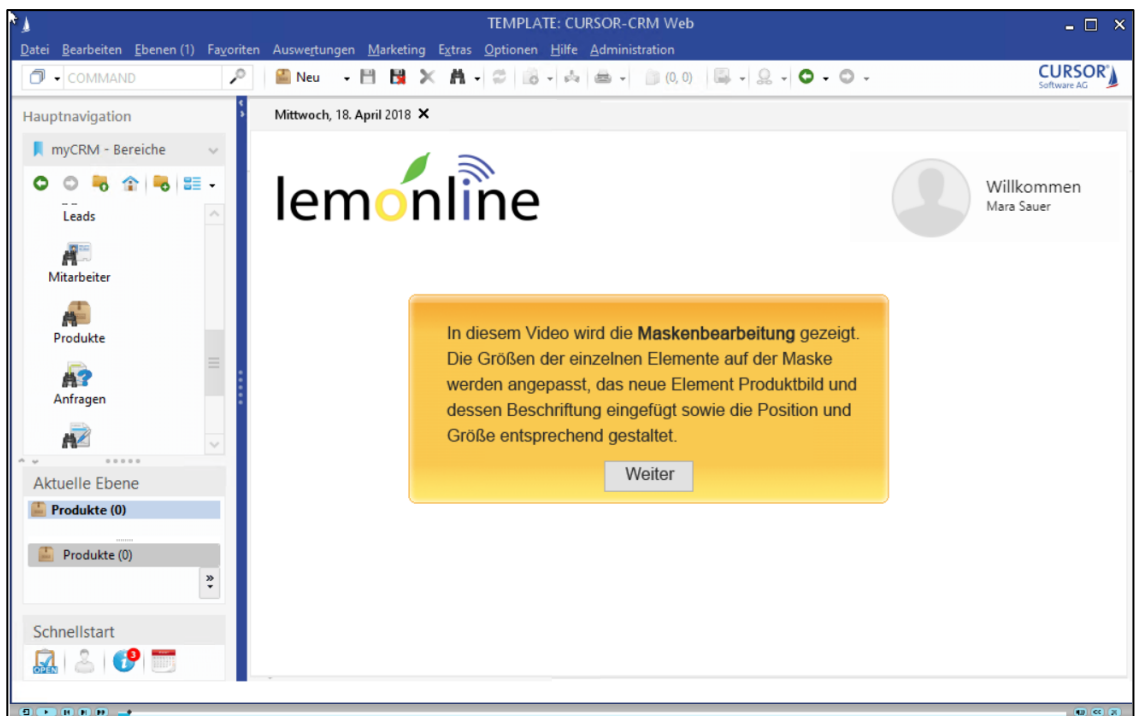 TEMPLATE: CURSOR-CRM Web
Datei Bearbeiten Ebenen (1) Favoriten Auswertungen Marketing Extras Optionen Hilfe Administration
COMMAND Neu (0, 0) CURSOR
Software AG
Hauptnavigation
Mittwoch, 18. April 2018
myCRM - Bereiche
lemonline
Willkommen
Mara Sauer
Leads
Mitarbeiter
Produkte
Anfragen
In diesem Video wird die Maskenbearbeitung gezeigt.
Die Größen der einzelnen Elemente auf der Maske
werden angepasst, das neue Element Produktbild und
dessen Beschriftung eingefügt sowie die Position und
Größe entsprechend gestaltet.
Weiter
Aktuelle Ebene
Produkte (0)
Produkte (0)
Schnellstart
OPEN
3